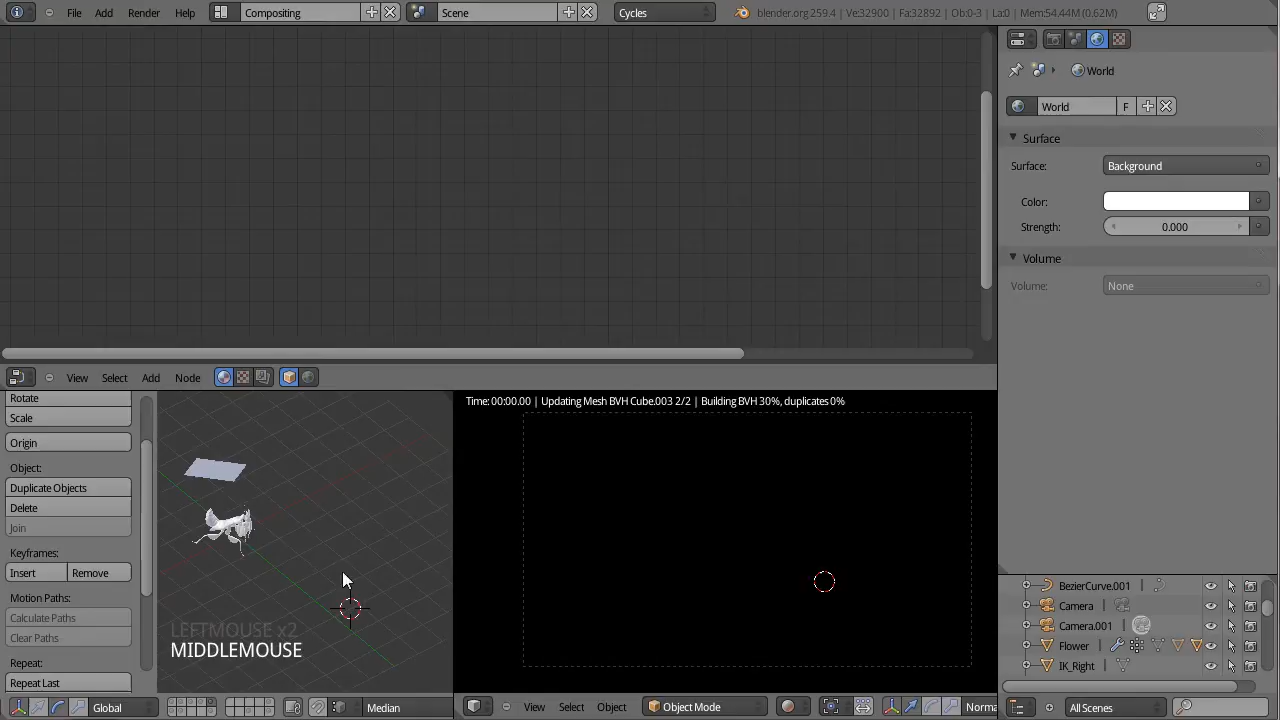 File Add Render Help Compositing Scene Cycles blender.org 259.4 | Ve:32900 | Fa:32892 | Ob:0-3 | La:0 | Mem:54.44M (0.62M)
World
World F
Surface
Surface: Background
Color:
Strength: 0.000
Volume
Volume: None
View Select Add Node
Rotate
Scale
Origin
Object:
Duplicate Objects
Delete
Join
Keyframes:
Insert Remove
Motion Paths:
Calculate Paths
Clear Paths
Repeat:
Repeat Last
LEFTMOUSE x2
MIDDLEMOUSE
Time: 00:00.00 | Updating Mesh BVH Cube.003 2/2 | Building BVH 30%, duplicates 0%
BezierCurve.001
Camera
Camera.001
Flower
IK_Right
Global Median
View Select Object Object Mode Norma
All Scenes